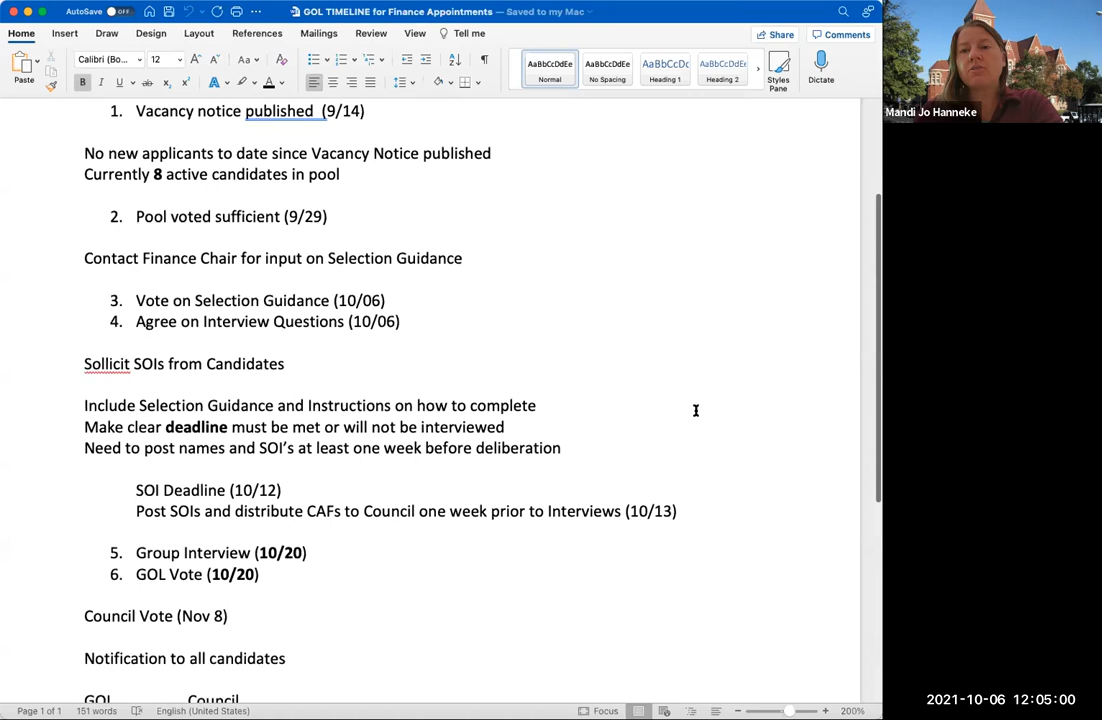 AutoSave OFF GOL TIMELINE for Finance Appointments — Saved to my Mac
Home Insert Draw Design Layout References Mailings Review View Tell me Share Comments
Paste Calibri (Bo... 12 Aa AaBbCcDdEe AaBbCcDdEe AaBbCcDc AaBbCcDdEe
Normal No Spacing Heading 1 Heading 2 Styles Pane Dictate
Mandi Jo Hanneke
1. Vacancy notice published (9/14)
No new applicants to date since Vacancy Notice published
Currently 8 active candidates in pool
2. Pool voted sufficient (9/29)
Contact Finance Chair for input on Selection Guidance
3. Vote on Selection Guidance (10/06)
4. Agree on Interview Questions (10/06)
Sollicit SOIs from Candidates
Include Selection Guidance and Instructions on how to complete
Make clear deadline must be met or will not be interviewed
Need to post names and SOI's at least one week before deliberation
SOI Deadline (10/12)
Post SOIs and distribute CAFs to Council one week prior to Interviews (10/13)
5. Group Interview (10/20)
6. GOL Vote (10/20)
Council Vote (Nov 8)
Notification to all candidates
GOL Council
Page 1 of 1 151 words English (United States) Focus 200%
2021-10-06 12:05:00